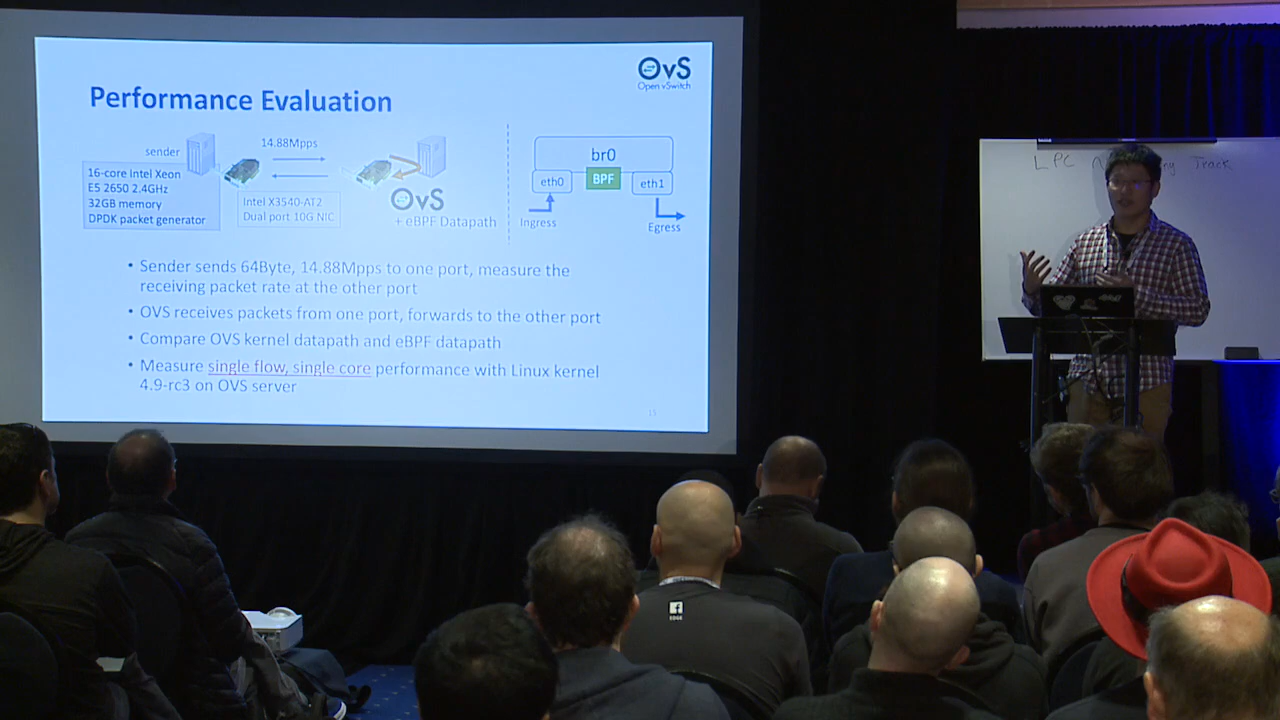 OvS
Open vSwitch
Performance Evaluation
sender
14.88Mpps
16-core Intel Xeon
E5 2650 2.4GHz
32GB memory
DPDK packet generator
Intel X3540-AT2
Dual port 10G NIC
OvS
+ eBPF Datapath
br0
eth0
BPF
eth1
Ingress
Egress
• Sender sends 64Byte, 14.88Mpps to one port, measure the
receiving packet rate at the other port
• OVS receives packets from one port, forwards to the other port
• Compare OVS kernel datapath and eBPF datapath
• Measure single flow, single core performance with Linux kernel
4.9-rc3 on OVS server
15
LPC Track
f
EDGE